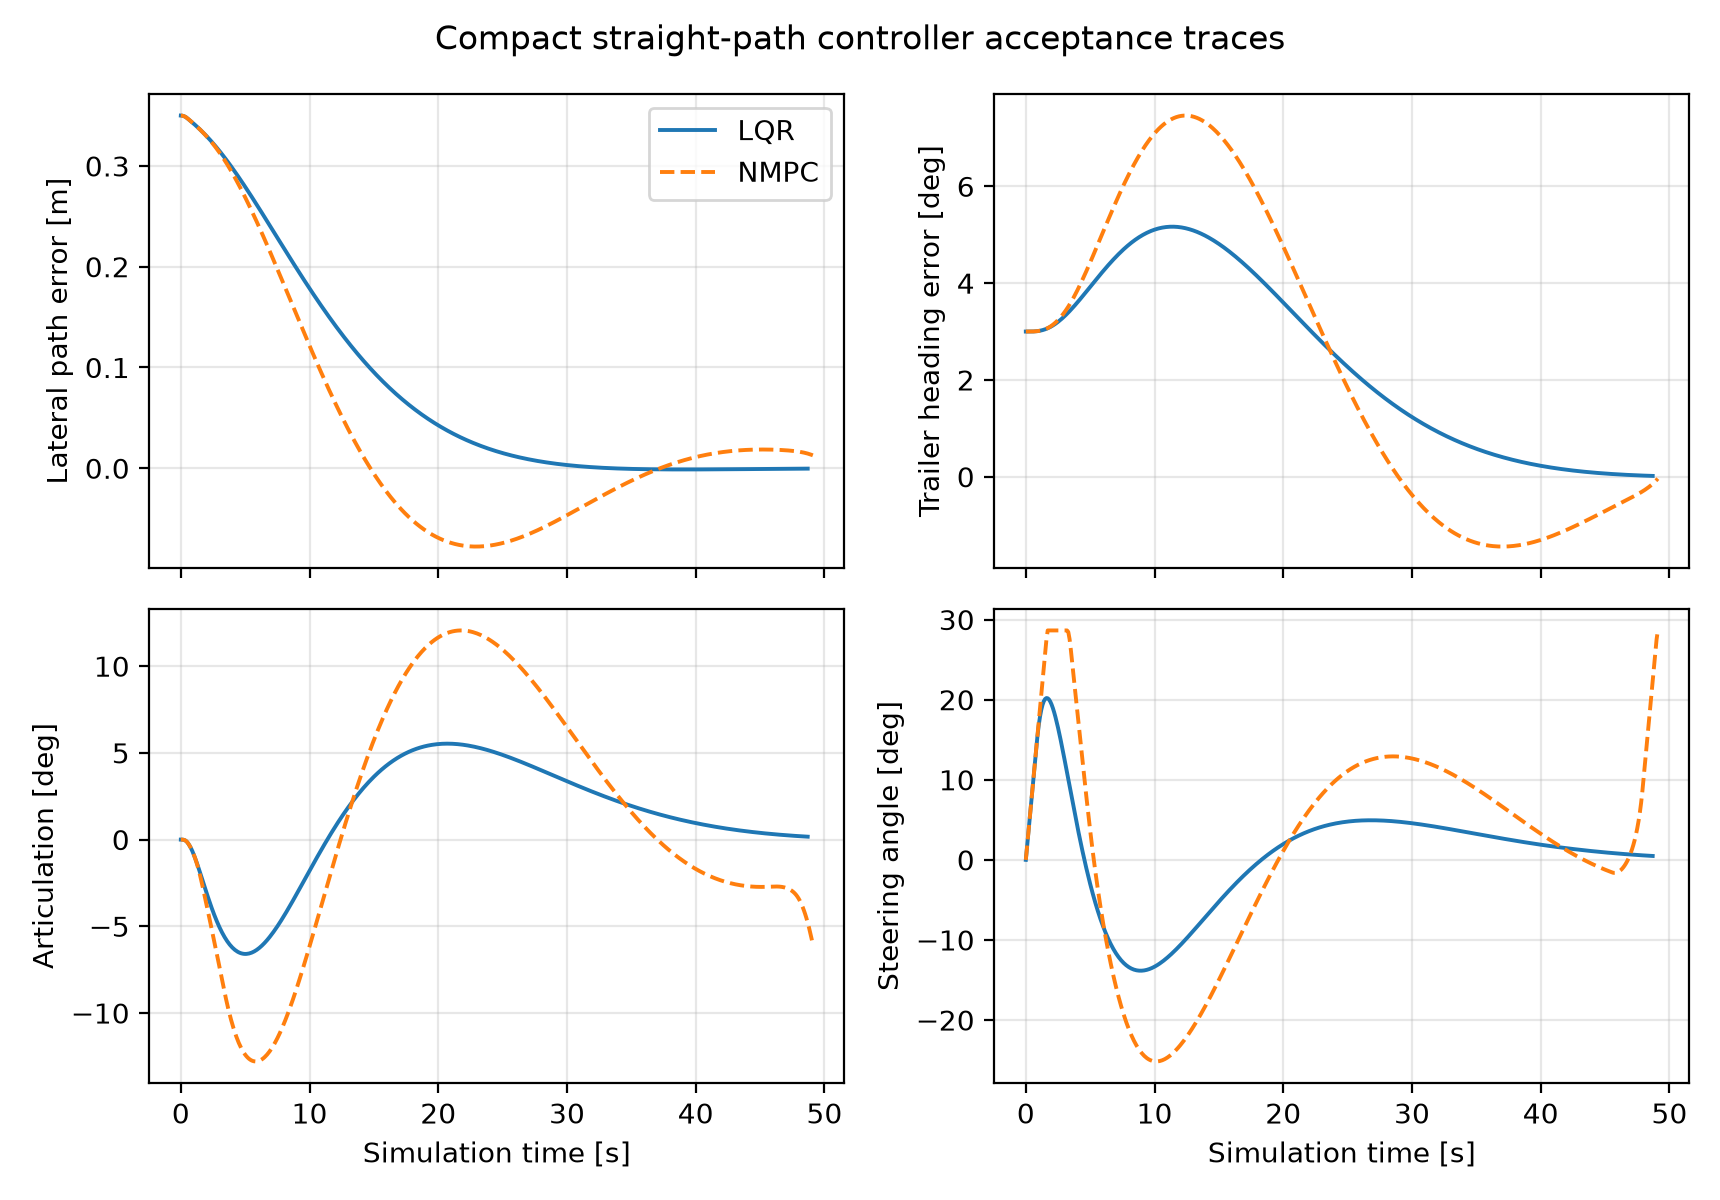 Compact straight-path controller acceptance traces
LQR
NMPC
Lateral path error [m]
0.3
0.2
0.1
0.0
Trailer heading error [deg]
6
4
2
0
Articulation [deg]
10
5
0
−5
−10
0 10 20 30 40 50
Simulation time [s]
Steering angle [deg]
30
20
10
0
−10
−20
0 10 20 30 40 50
Simulation time [s]